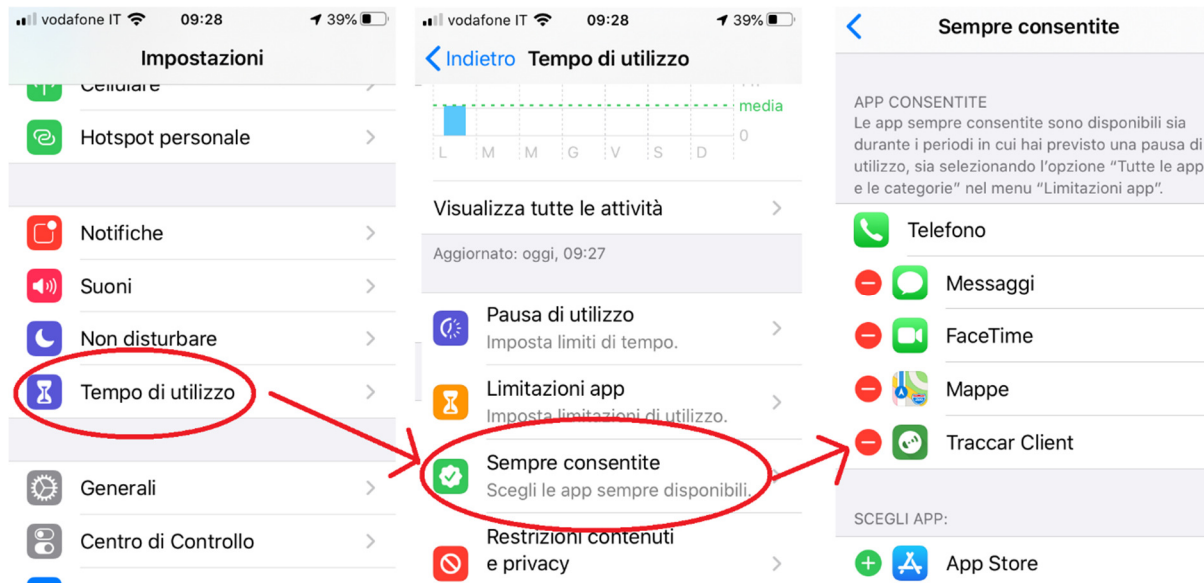 vodafone IT 09:28 39%
Impostazioni
Cellulare
Hotspot personale
Notifiche
Suoni
Non disturbare
Tempo di utilizzo
Generali
Centro di Controllo
vodafone IT 09:28 39%
Indietro Tempo di utilizzo
media
0
L M M G V S D
Visualizza tutte le attività
Aggiornato: oggi, 09:27
Pausa di utilizzo
Imposta limiti di tempo.
Limitazioni app
Imposta limitazioni di utilizzo.
Sempre consentite
Scegli le app sempre disponibili.
Restrizioni contenuti
e privacy
Sempre consentite
APP CONSENTITE
Le app sempre consentite sono disponibili sia
durante i periodi in cui hai previsto una pausa di
utilizzo, sia selezionando l'opzione “Tutte le app
e le categorie” nel menu “Limitazioni app”.
Telefono
Messaggi
FaceTime
Mappe
Traccar Client
SCEGLI APP:
App Store